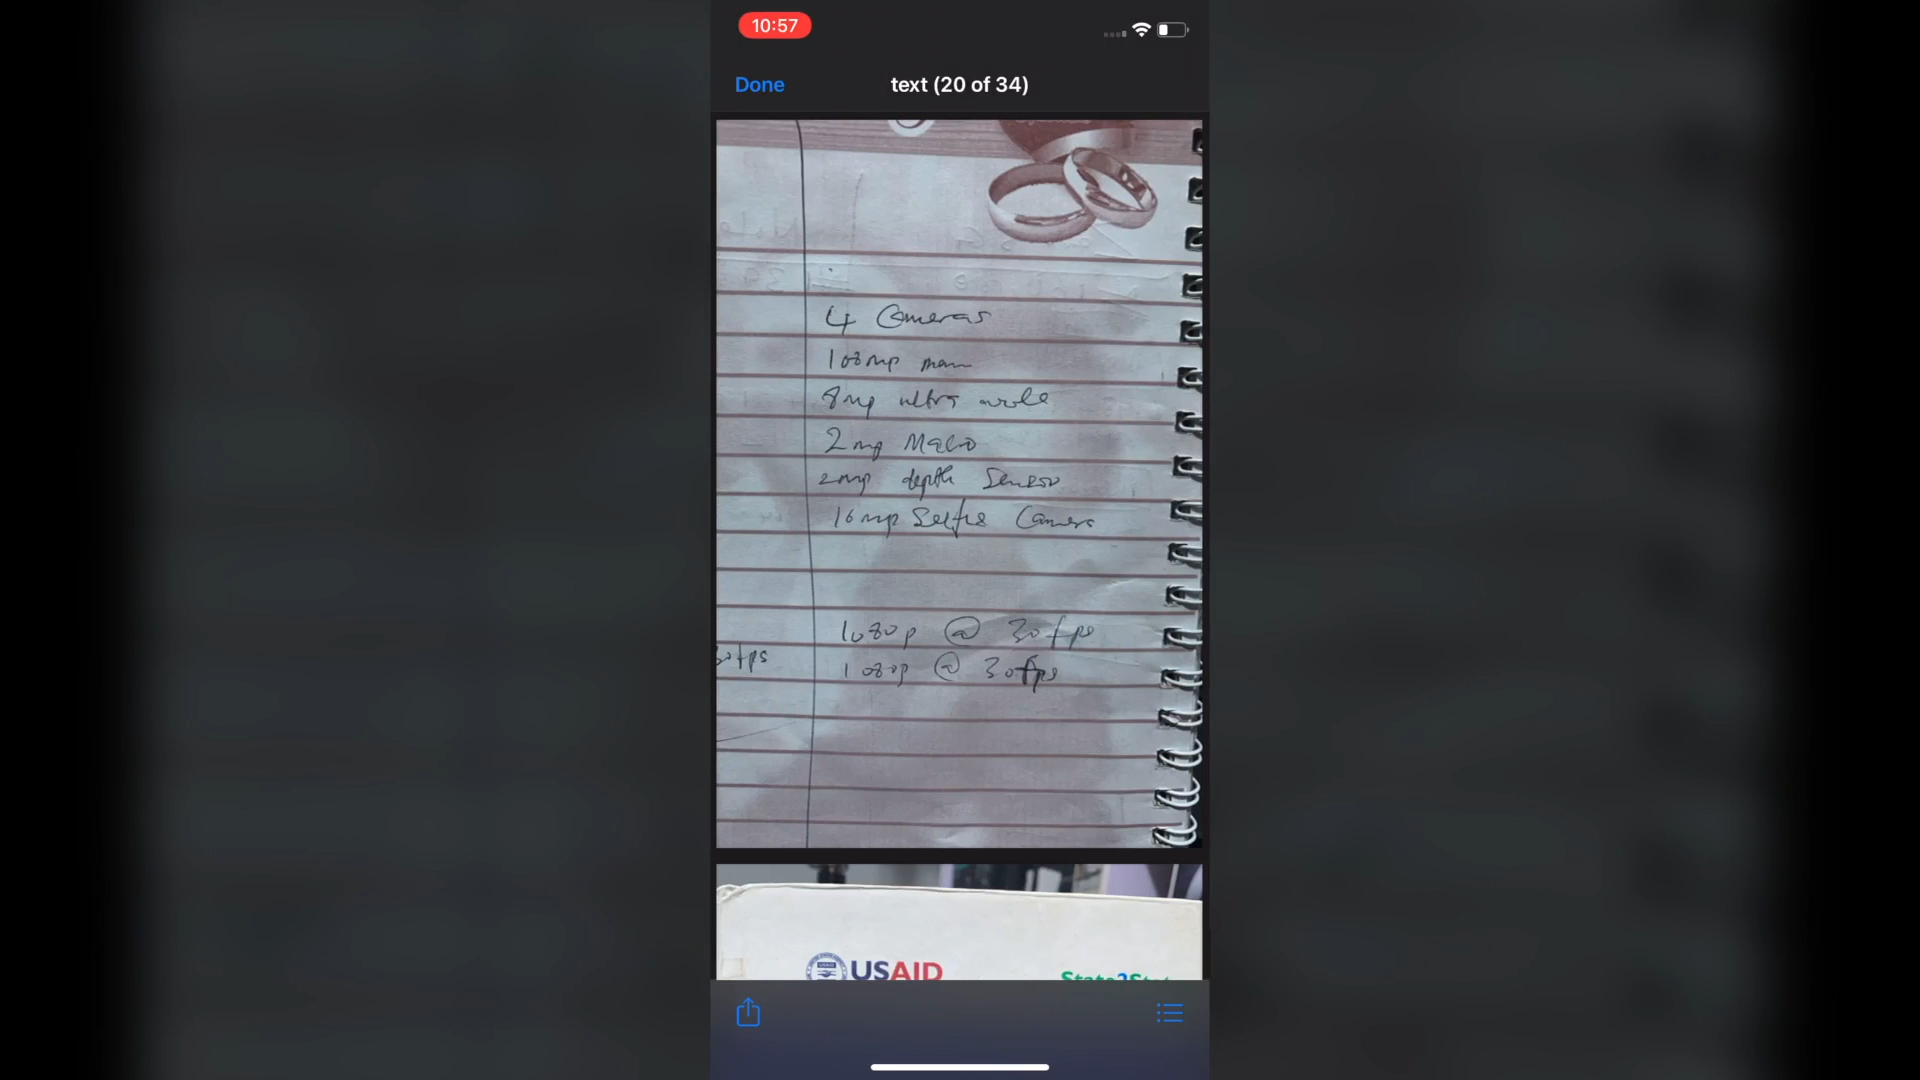 10:57
Done
text (20 of 34)
4 Cameras
108mp main
8mp ultra wide
2mp Macro
2mp depth Sensor
16mp Selfie Camera
1080p @ 30fps
30fps
1080p @ 30fps
USAID